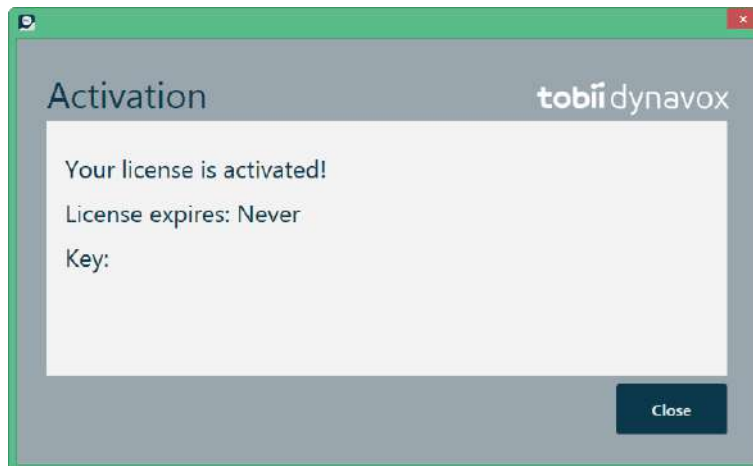 Activation
tobii dynavox
Your license is activated!
License expires: Never
Key:
Close